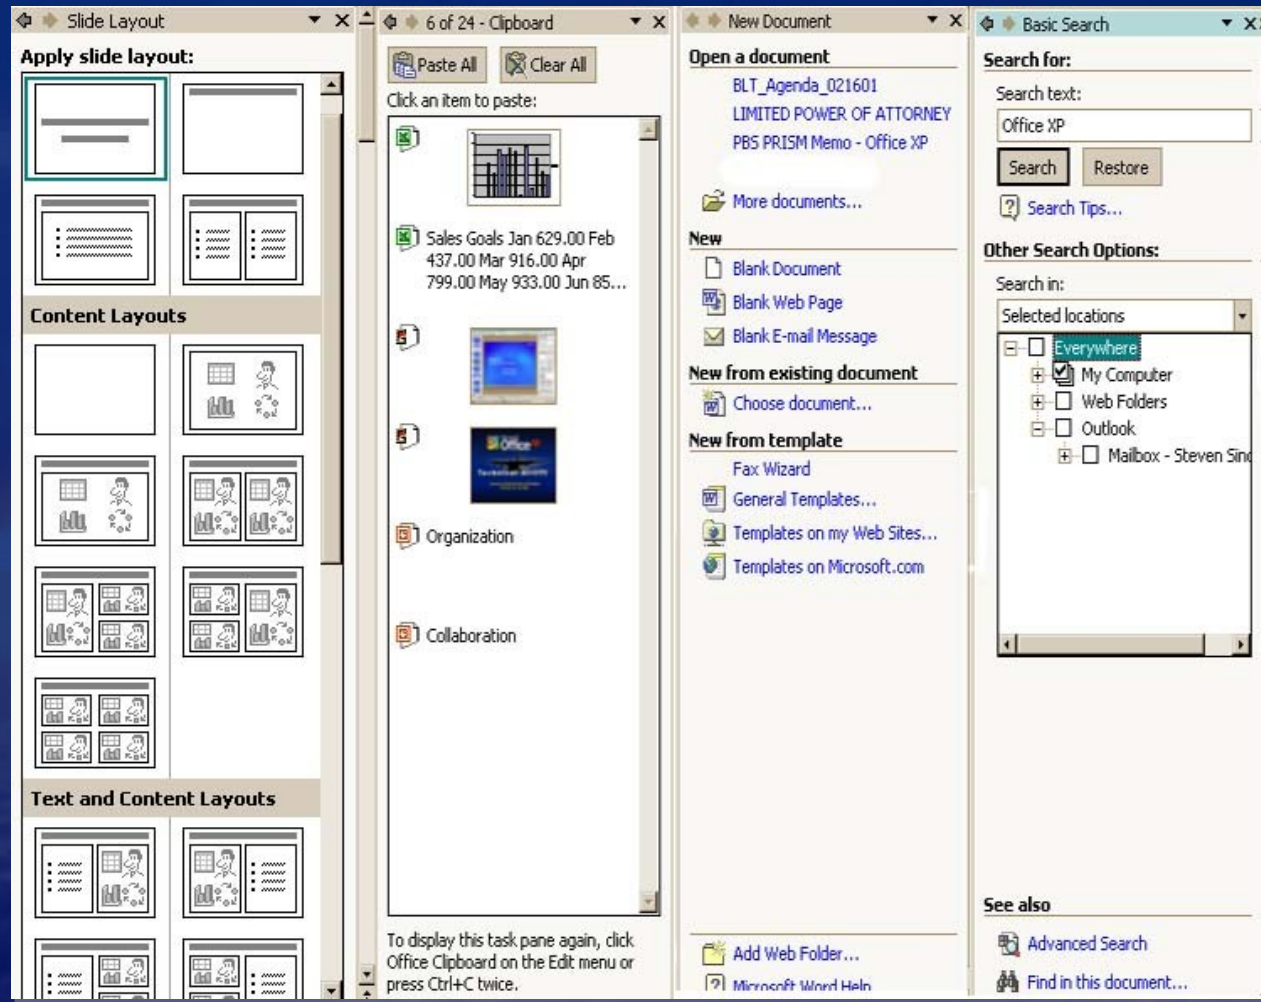 Slide Layout
Apply slide layout:
Content Layouts
Text and Content Layouts
6 of 24 - Clipboard
Paste All
Clear All
Click an item to paste:
Sales Goals Jan 629.00 Feb
437.00 Mar 916.00 Apr
799.00 May 933.00 Jun 85...
Office
Organization
Collaboration
To display this task pane again, click
Office Clipboard on the Edit menu or
press Ctrl+C twice.
New Document
Open a document
BLT_Agenda_021601
LIMITED POWER OF ATTORNEY
PBS PRISM Memo - Office XP
More documents...
New
Blank Document
Blank Web Page
Blank E-mail Message
New from existing document
Choose document...
New from template
Fax Wizard
General Templates...
Templates on my Web Sites...
Templates on Microsoft.com
Add Web Folder...
Microsoft Word Help
Basic Search
Search for:
Search text:
Office XP
Search
Restore
Search Tips...
Other Search Options:
Search in:
Selected locations
Everywhere
My Computer
Web Folders
Outlook
Mailbox - Steven Sinc
See also
Advanced Search
Find in this document...